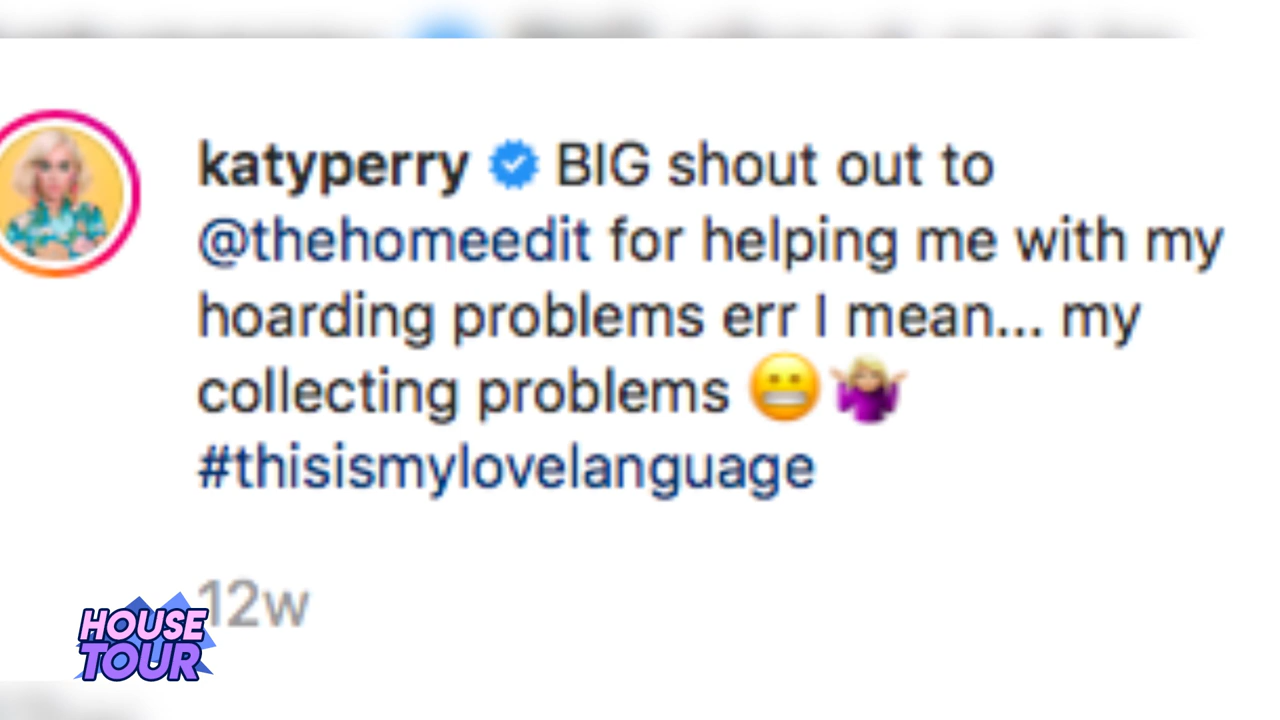 katyperry BIG shout out to
@thehomeedit for helping me with my
hoarding problems err I mean... my
collecting problems 😬 🤷🏼‍♀️
#thisismylovelanguage
12w
HOUSE
TOUR